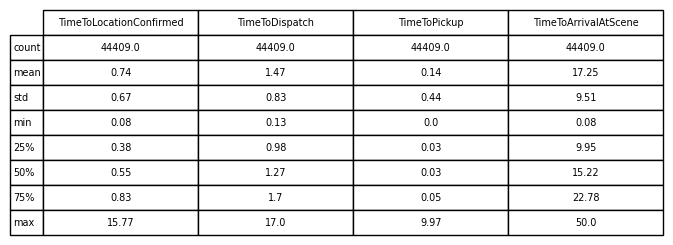 TimeToLocationConfirmed TimeToDispatch TimeToPickup TimeToArrivalAtScene
count 44409.0 44409.0 44409.0 44409.0
mean 0.74 1.47 0.14 17.25
std 0.67 0.83 0.44 9.51
min 0.08 0.13 0.0 0.08
25% 0.38 0.98 0.03 9.95
50% 0.55 1.27 0.03 15.22
75% 0.83 1.7 0.05 22.78
max 15.77 17.0 9.97 50.0